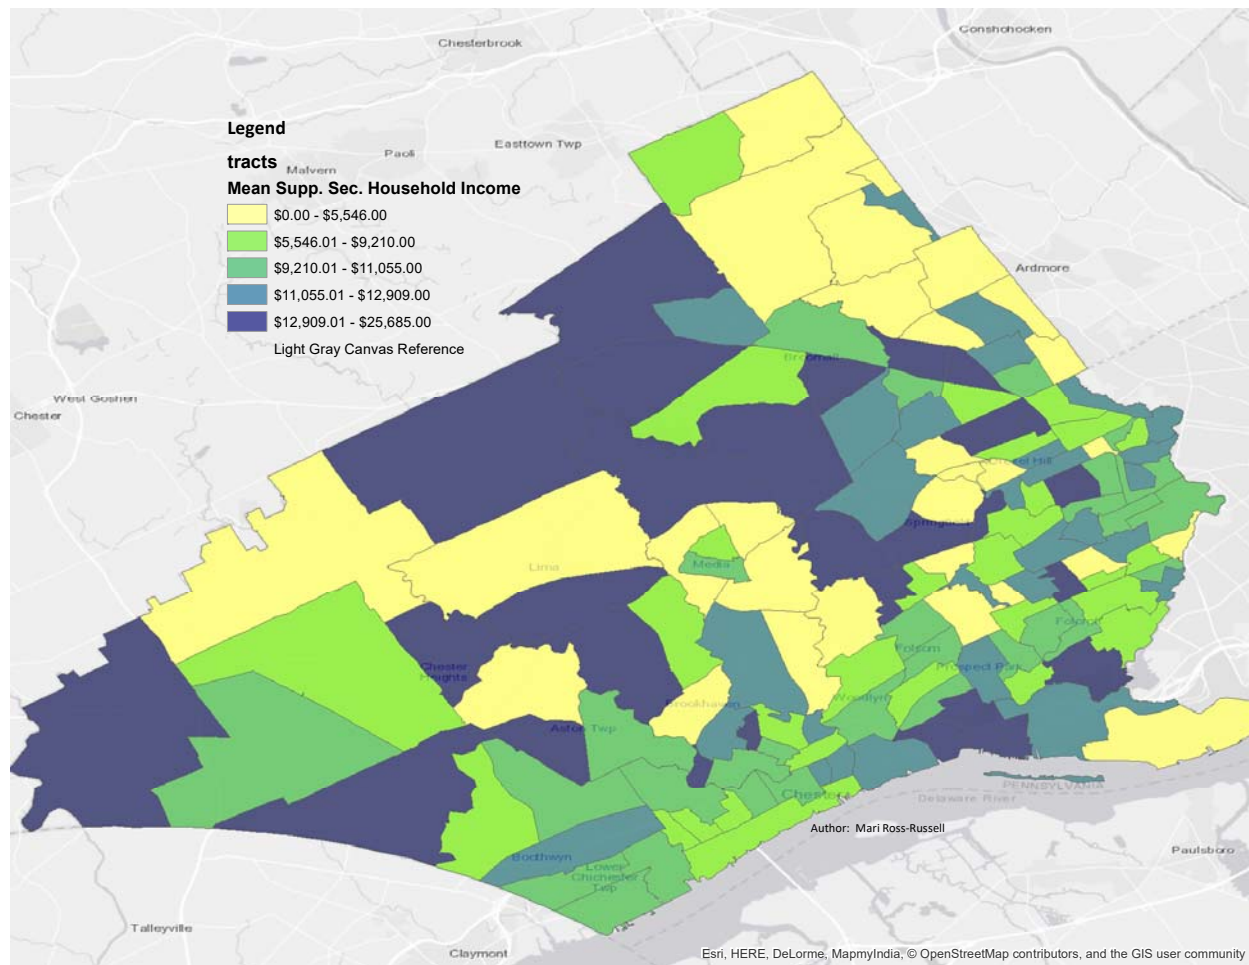 Conshohocken
Chesterbrook
Legend
tracts
Mean Supp. Sec. Household Income
$0.00 - $5,546.00
$5,546.01 - $9,210.00
$9,210.01 - $11,055.00
$11,055.01 - $12,909.00
$12,909.01 - $25,685.00
Light Gray Canvas Reference
Easttown Twp
Paoli
Malvern
Ardmore
Broomall
West Goshen
Chester
Drexel Hill
Springfield
Lima
Media
Folcroft
Folsom
Chester
Heights
Prospect Park
Woodlyn
Brookhaven
Aston Twp
PENNSYLVANIA
Chester
Delaware River
Author: Mari Ross-Russell
Paulsboro
Boothwyn
Lower
Chichester
Twp
Talleyville
Claymont
Esri, HERE, DeLorme, MapmyIndia, © OpenStreetMap contributors, and the GIS user community